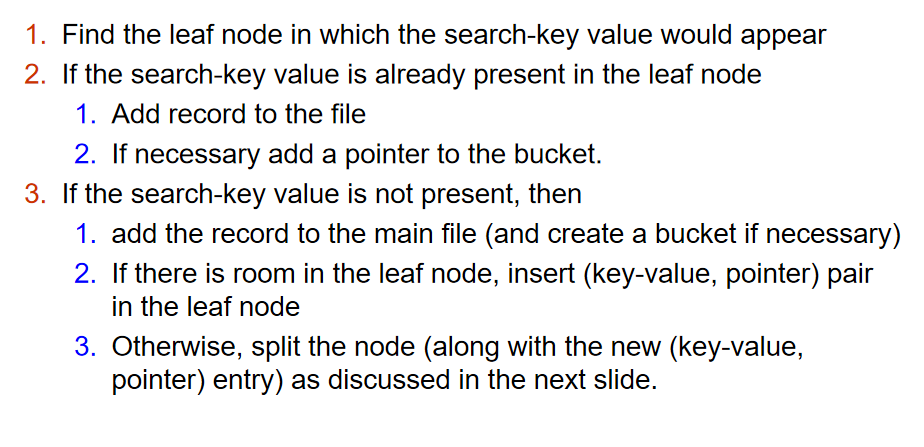 1. Find the leaf node in which the search-key value would appear
2. If the search-key value is already present in the leaf node
1. Add record to the file
2. If necessary add a pointer to the bucket.
3. If the search-key value is not present, then
1. add the record to the main file (and create a bucket if necessary)
2. If there is room in the leaf node, insert (key-value, pointer) pair
in the leaf node
3. Otherwise, split the node (along with the new (key-value,
pointer) entry) as discussed in the next slide.